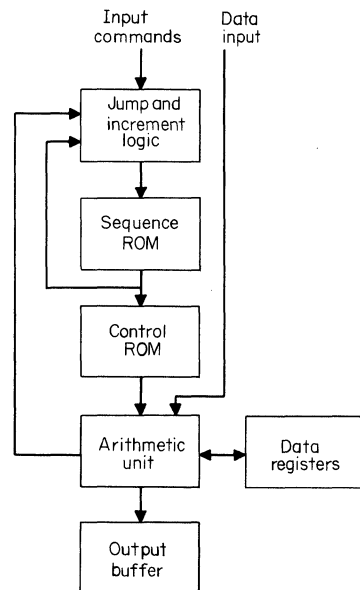 Input
commands
Data
input
Jump and
increment
logic
Sequence
ROM
Control
ROM
Arithmetic
unit
Data
registers
Output
buffer